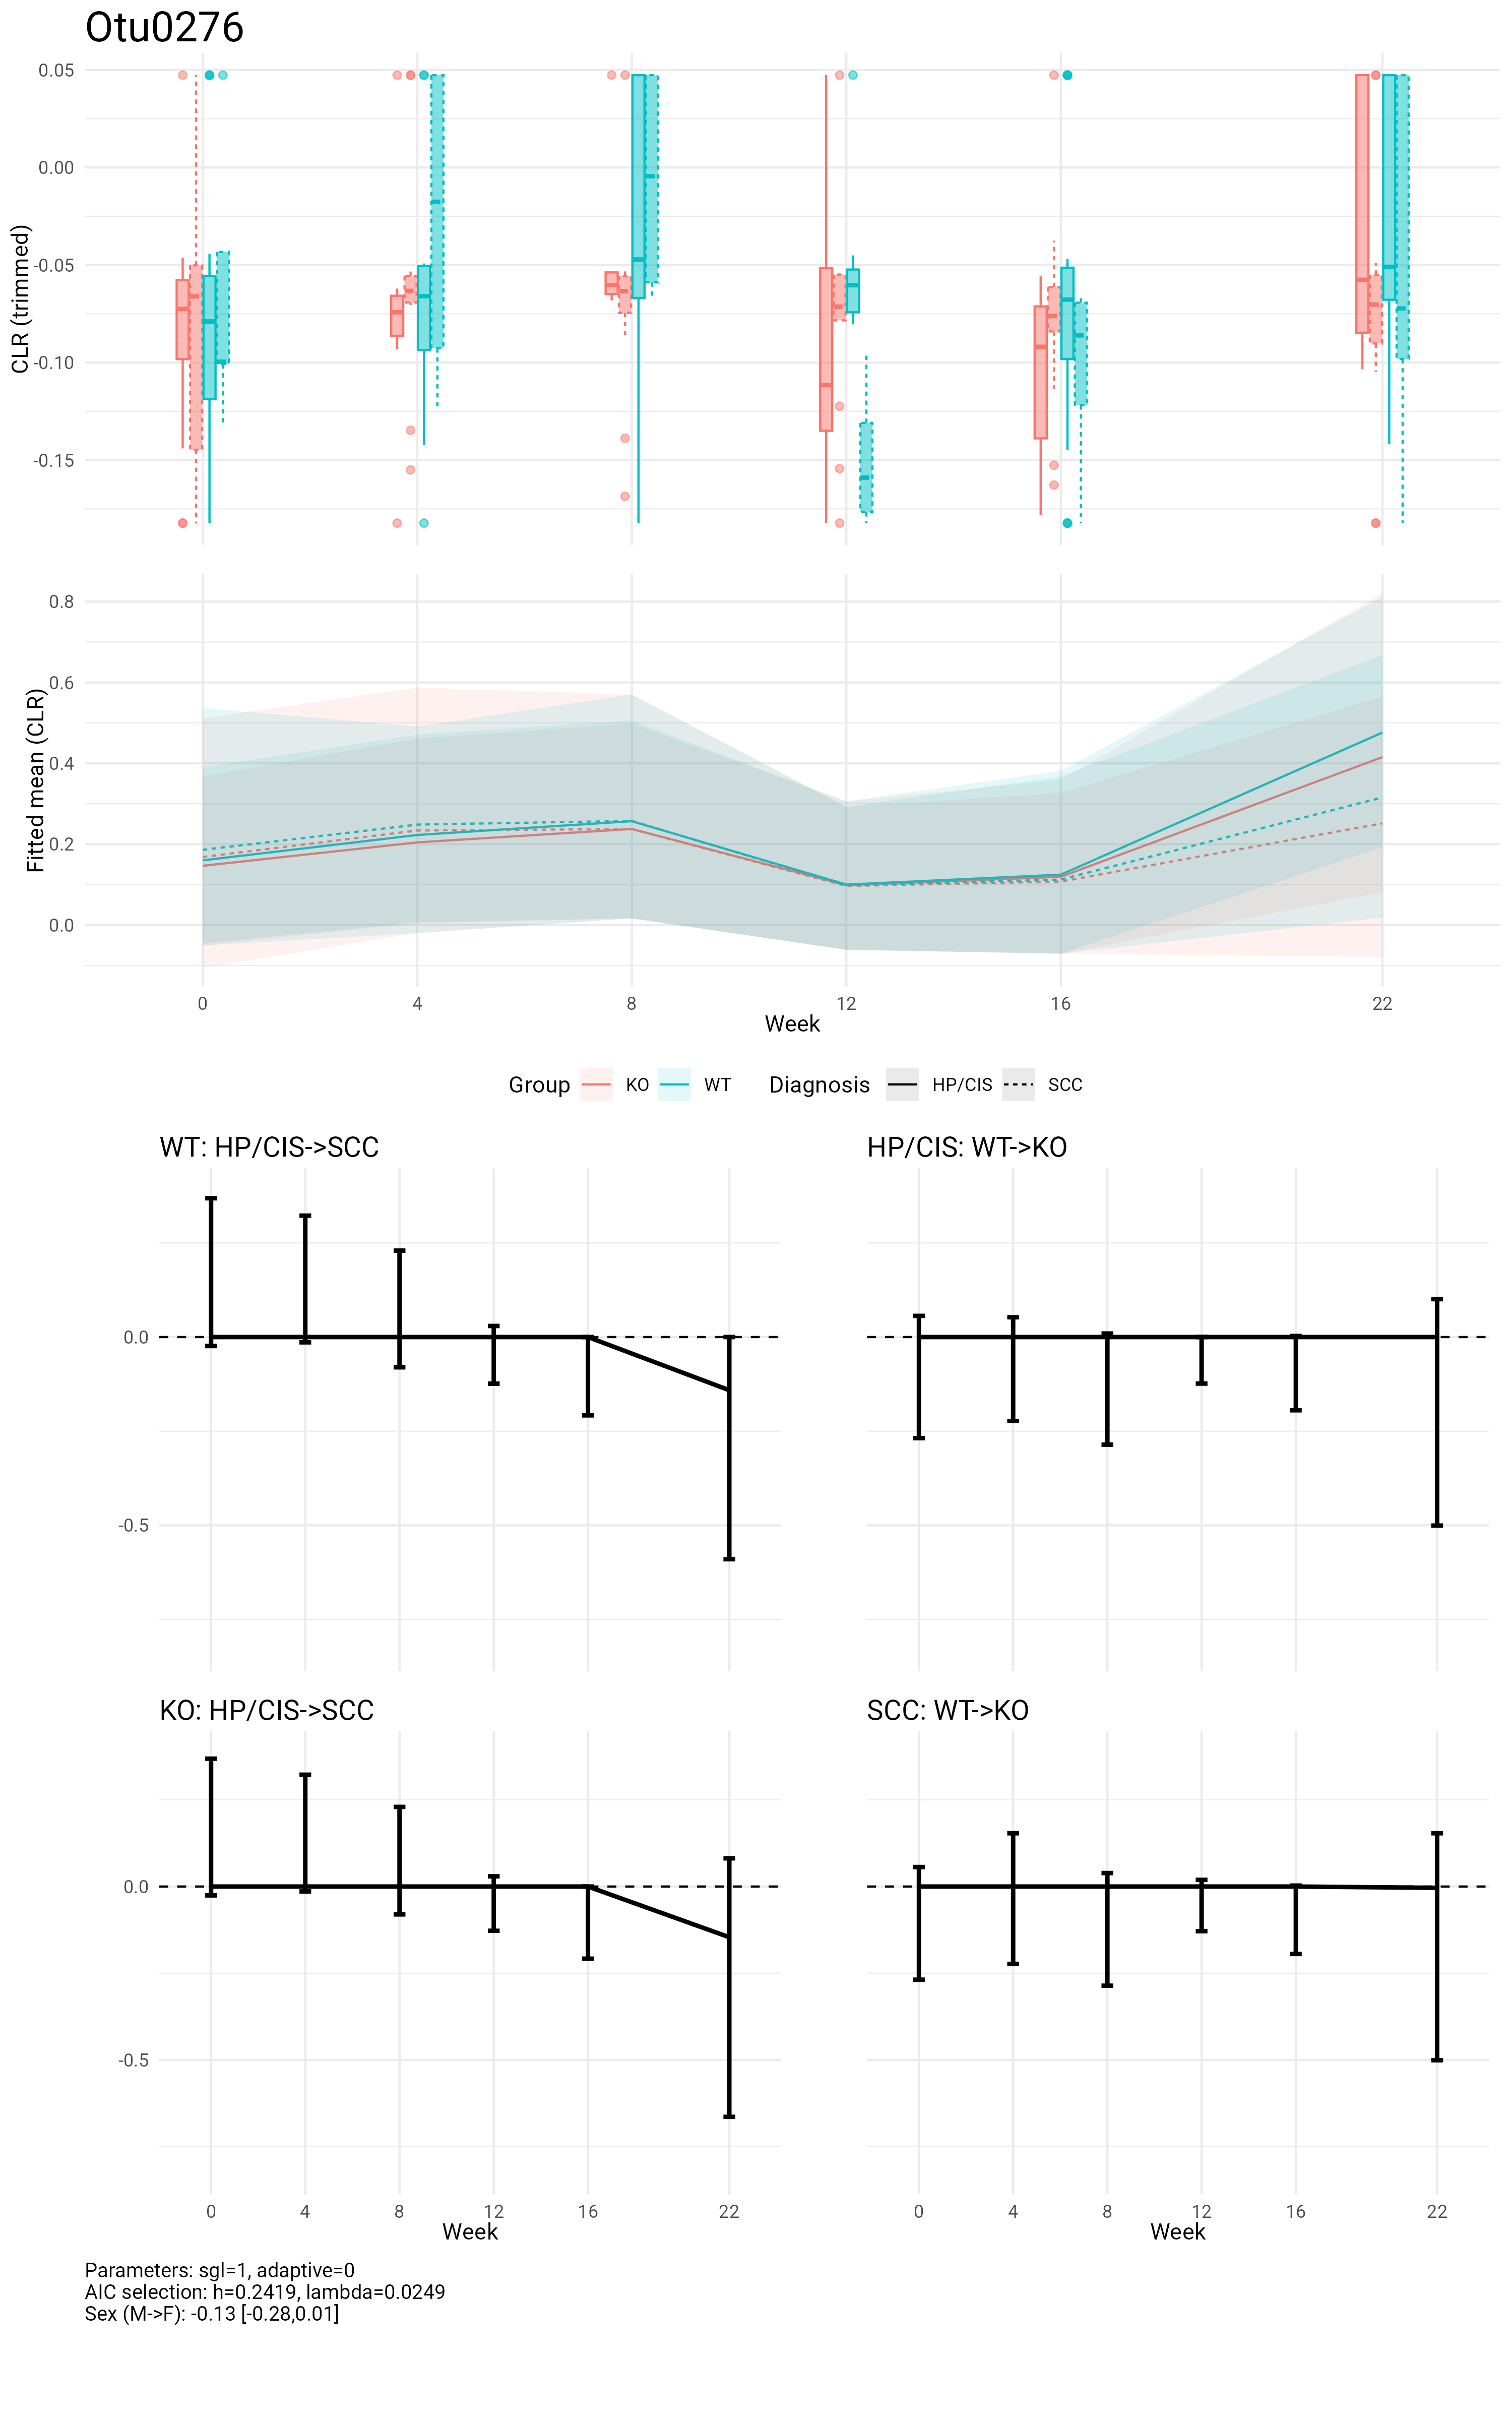 Otu0276
CLR (trimmed)
0.05
0.00
-0.05
-0.10
-0.15
Fitted mean (CLR)
0.8
0.6
0.4
0.2
0.0
0 4 8 12 16 22
Week
Group KO WT Diagnosis HP/CIS SCC
WT: HP/CIS->SCC
0.0
-0.5
HP/CIS: WT->KO
KO: HP/CIS->SCC
0.0
-0.5
0 4 8 12 16 22
Week
SCC: WT->KO
0 4 8 12 16 22
Week
Parameters: sgl=1, adaptive=0
AIC selection: h=0.2419, lambda=0.0249
Sex (M->F): -0.13 [-0.28,0.01]